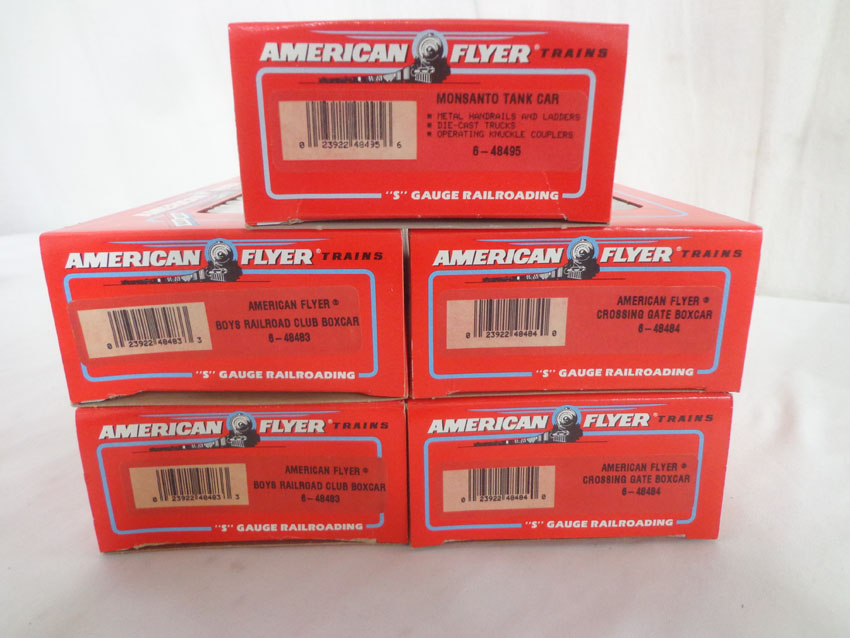 AMERICAN FLYER® TRAINS
MONSANTO TANK CAR
▪ METAL HANDRAILS AND LADDERS
▪ DIE-CAST TRUCKS
▪ OPERATING KNUCKLE COUPLERS
6-48495
0 23922 48495 6
"S" GAUGE RAILROADING
AMERICAN FLYER® TRAINS
AMERICAN FLYER®
BOYS RAILROAD CLUB BOXCAR
6-48483
0 23922 48483 3
"S" GAUGE RAILROADING
AMERICAN FLYER® TRAINS
AMERICAN FLYER®
CROSSING GATE BOXCAR
6-48484
0 23922 48484 0
"S" GAUGE RAILROADING
AMERICAN FLYER® TRAINS
AMERICAN FLYER®
BOYS RAILROAD CLUB BOXCAR
6-48483
0 23922 48483 3
"S" GAUGE RAILROADING
AMERICAN FLYER® TRAINS
AMERICAN FLYER®
CROSSING GATE BOXCAR
6-48484
0 23922 48484 0
"S" GAUGE RAILROADING